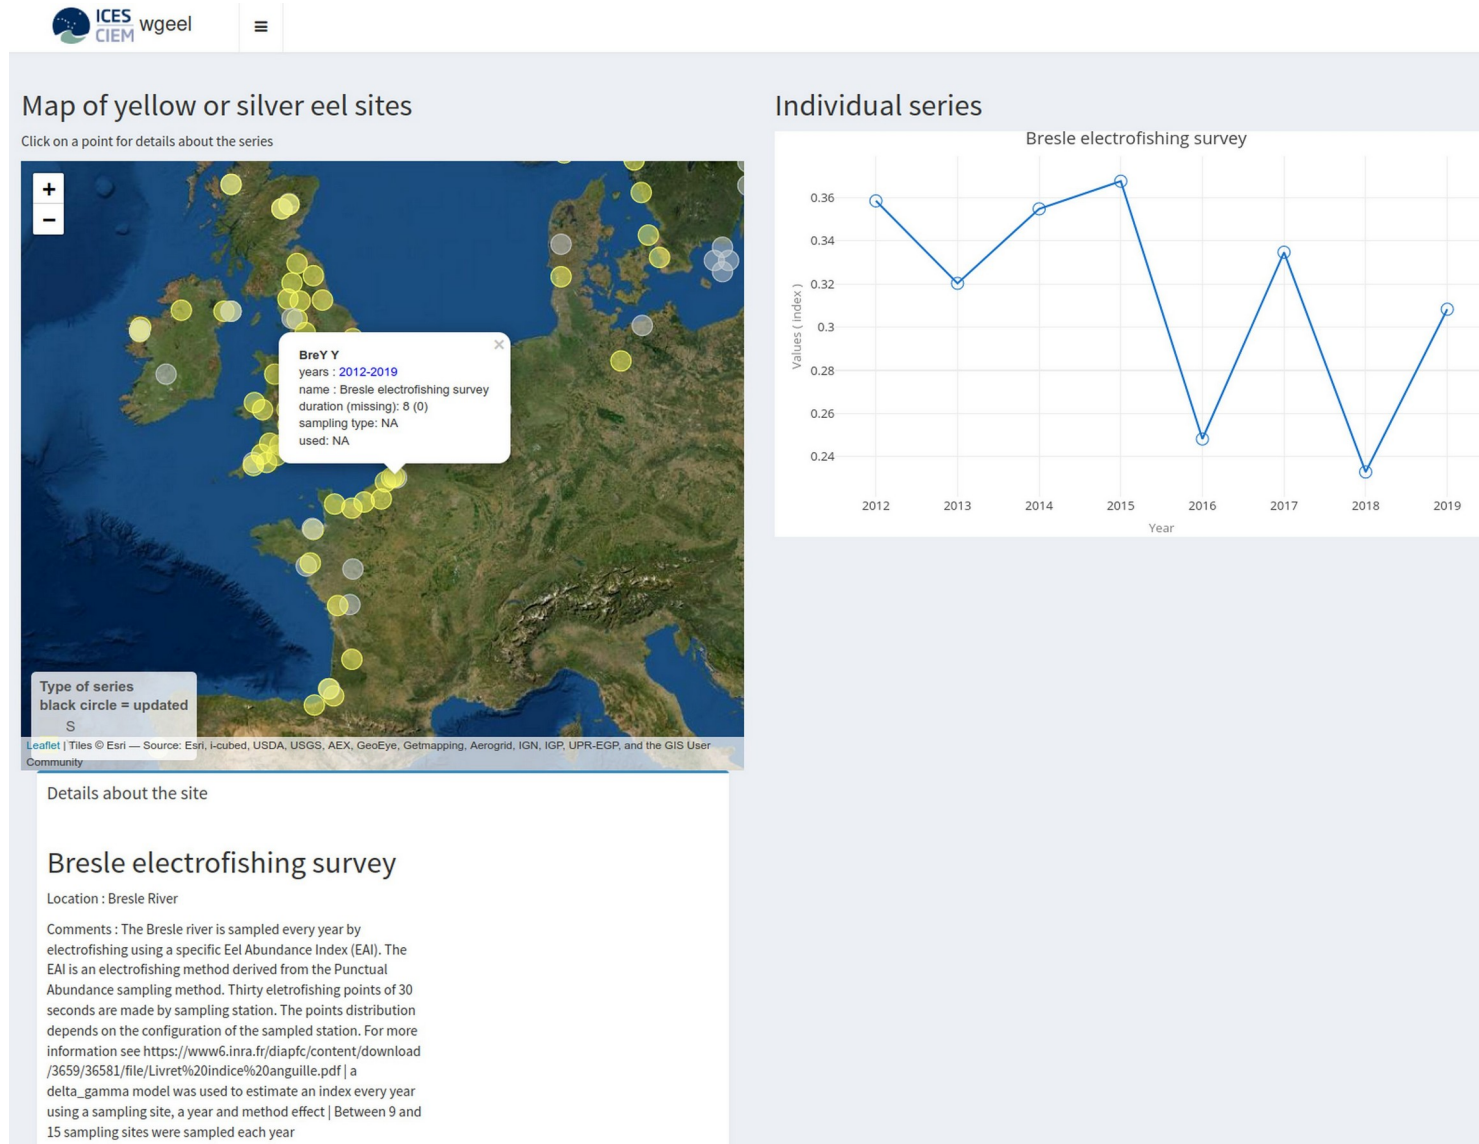 ICES
CIEM
wgeel
≡
Map of yellow or silver eel sites
Click on a point for details about the series
+
−
BreY Y
×
years : 2012-2019
name : Bresle electrofishing survey
duration (missing): 8 (0)
sampling type: NA
used: NA
Type of series
black circle = updated
S
Leaflet | Tiles © Esri — Source: Esri, i-cubed, USDA, USGS, AEX, GeoEye, Getmapping, Aerogrid, IGN, IGP, UPR-EGP, and the GIS User
Community
Details about the site
Bresle electrofishing survey
Location : Bresle River
Comments : The Bresle river is sampled every year by
electrofishing using a specific Eel Abundance Index (EAI). The
EAI is an electrofishing method derived from the Punctual
Abundance sampling method. Thirty eletrofishing points of 30
seconds are made by sampling station. The points distribution
depends on the configuration of the sampled station. For more
information see https://www6.inra.fr/diapfc/content/download
/3659/36581/file/Livret%20indice%20anguille.pdf | a
delta_gamma model was used to estimate an index every year
using a sampling site, a year and method effect | Between 9 and
15 sampling sites were sampled each year
Individual series
Bresle electrofishing survey
0.36
0.34
0.32
0.3
0.28
0.26
0.24
Values ( index )
2012 2013 2014 2015 2016 2017 2018 2019
Year